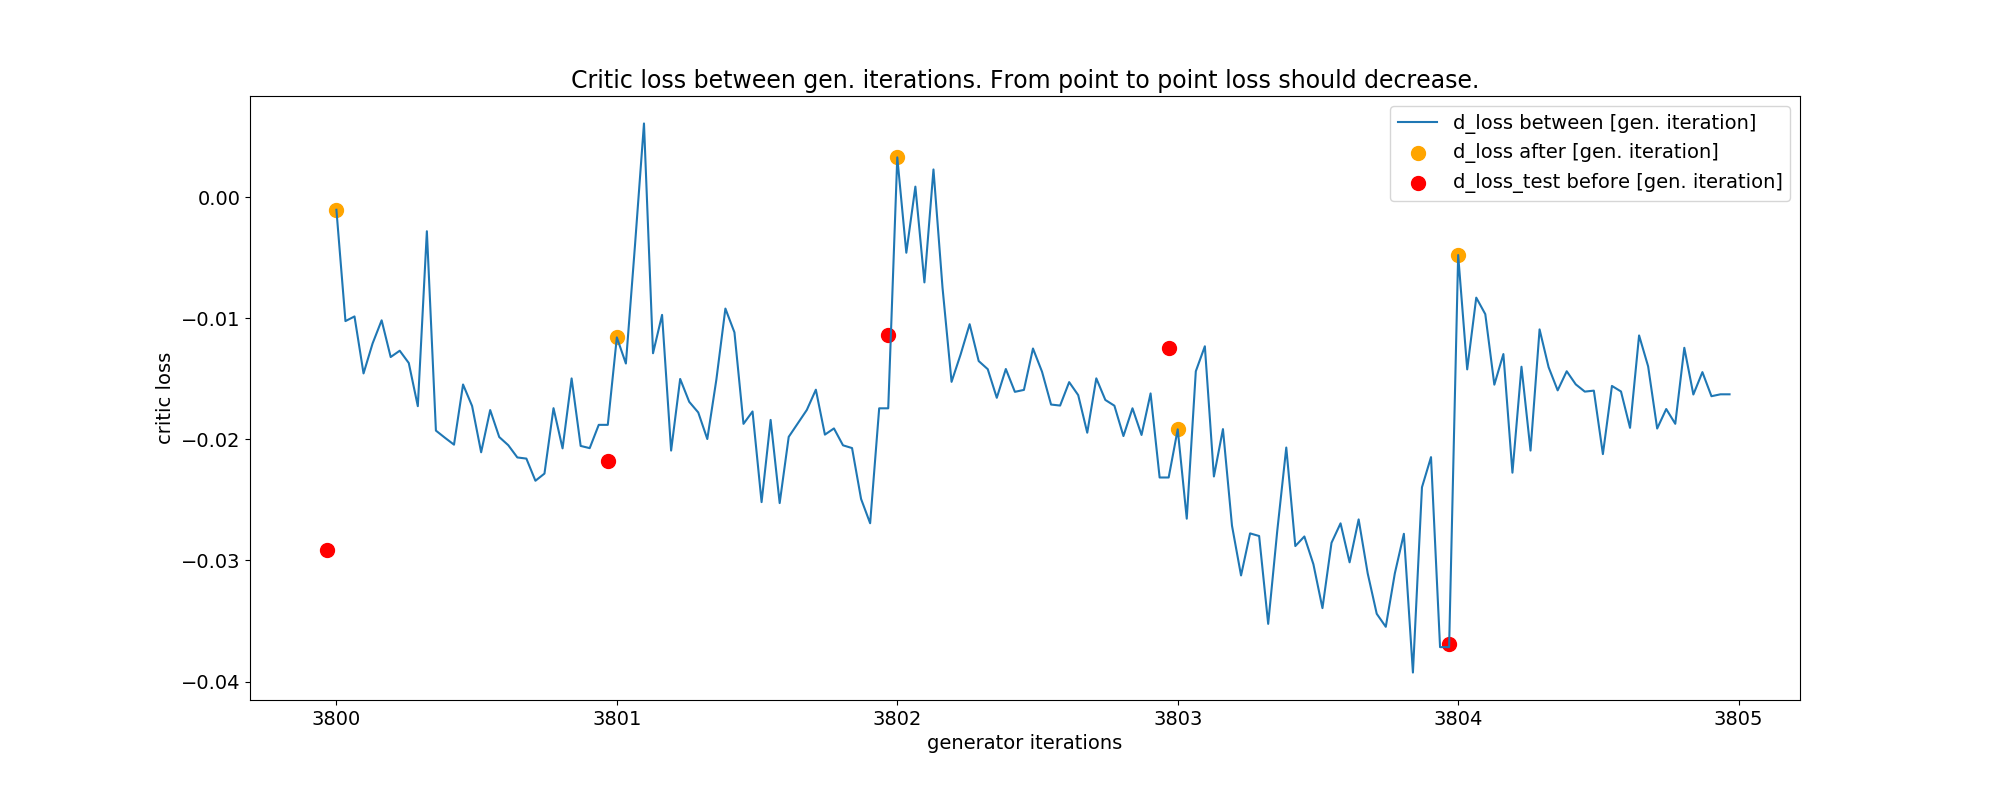 Critic loss between gen. iterations. From point to point loss should decrease.
d_loss between [gen. iteration]
d_loss after [gen. iteration]
d_loss_test before [gen. iteration]
critic loss
0.00
−0.01
−0.02
−0.03
−0.04
3800 3801 3802 3803 3804 3805
generator iterations